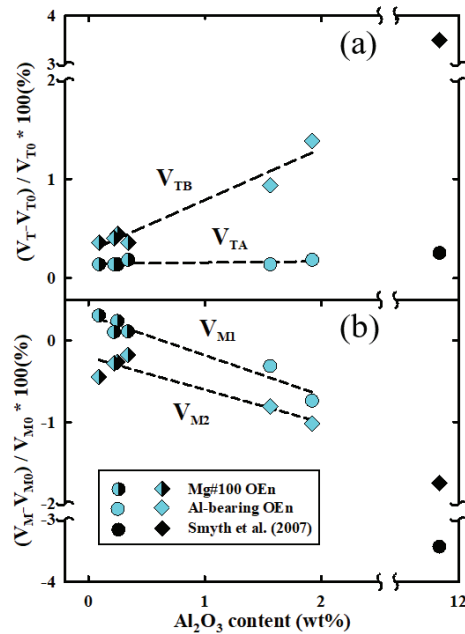 (a)
4
3
2
1
0
(V_T−V_T0) / V_T0 * 100(%)
V_TB
V_TA
(b)
0
-1
-2
-3
-4
(V_M−V_M0) / V_M0 * 100(%)
V_M1
V_M2
Mg#100 OEn
Al-bearing OEn
Smyth et al. (2007)
0 1 2 12
Al₂O₃ content (wt%)